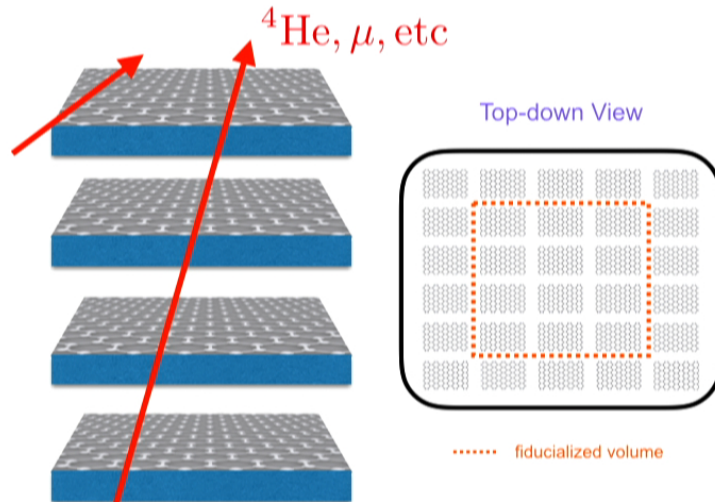 ⁴He, μ, etc
Top-down View
fiducialized volume